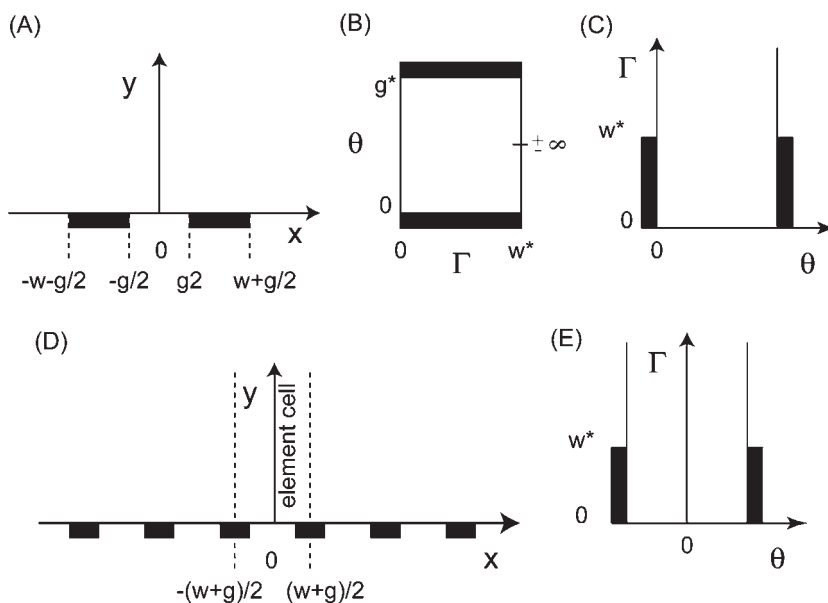 (A)
y
x
0
-w-g/2 -g/2 g2 w+g/2
(B)
g*
θ
+
- ∞
0
0 Γ w*
(C)
Γ
w*
0
0 θ
(D)
y
element cell
x
0
-(w+g)/2 (w+g)/2
(E)
Γ
w*
0
0 θ